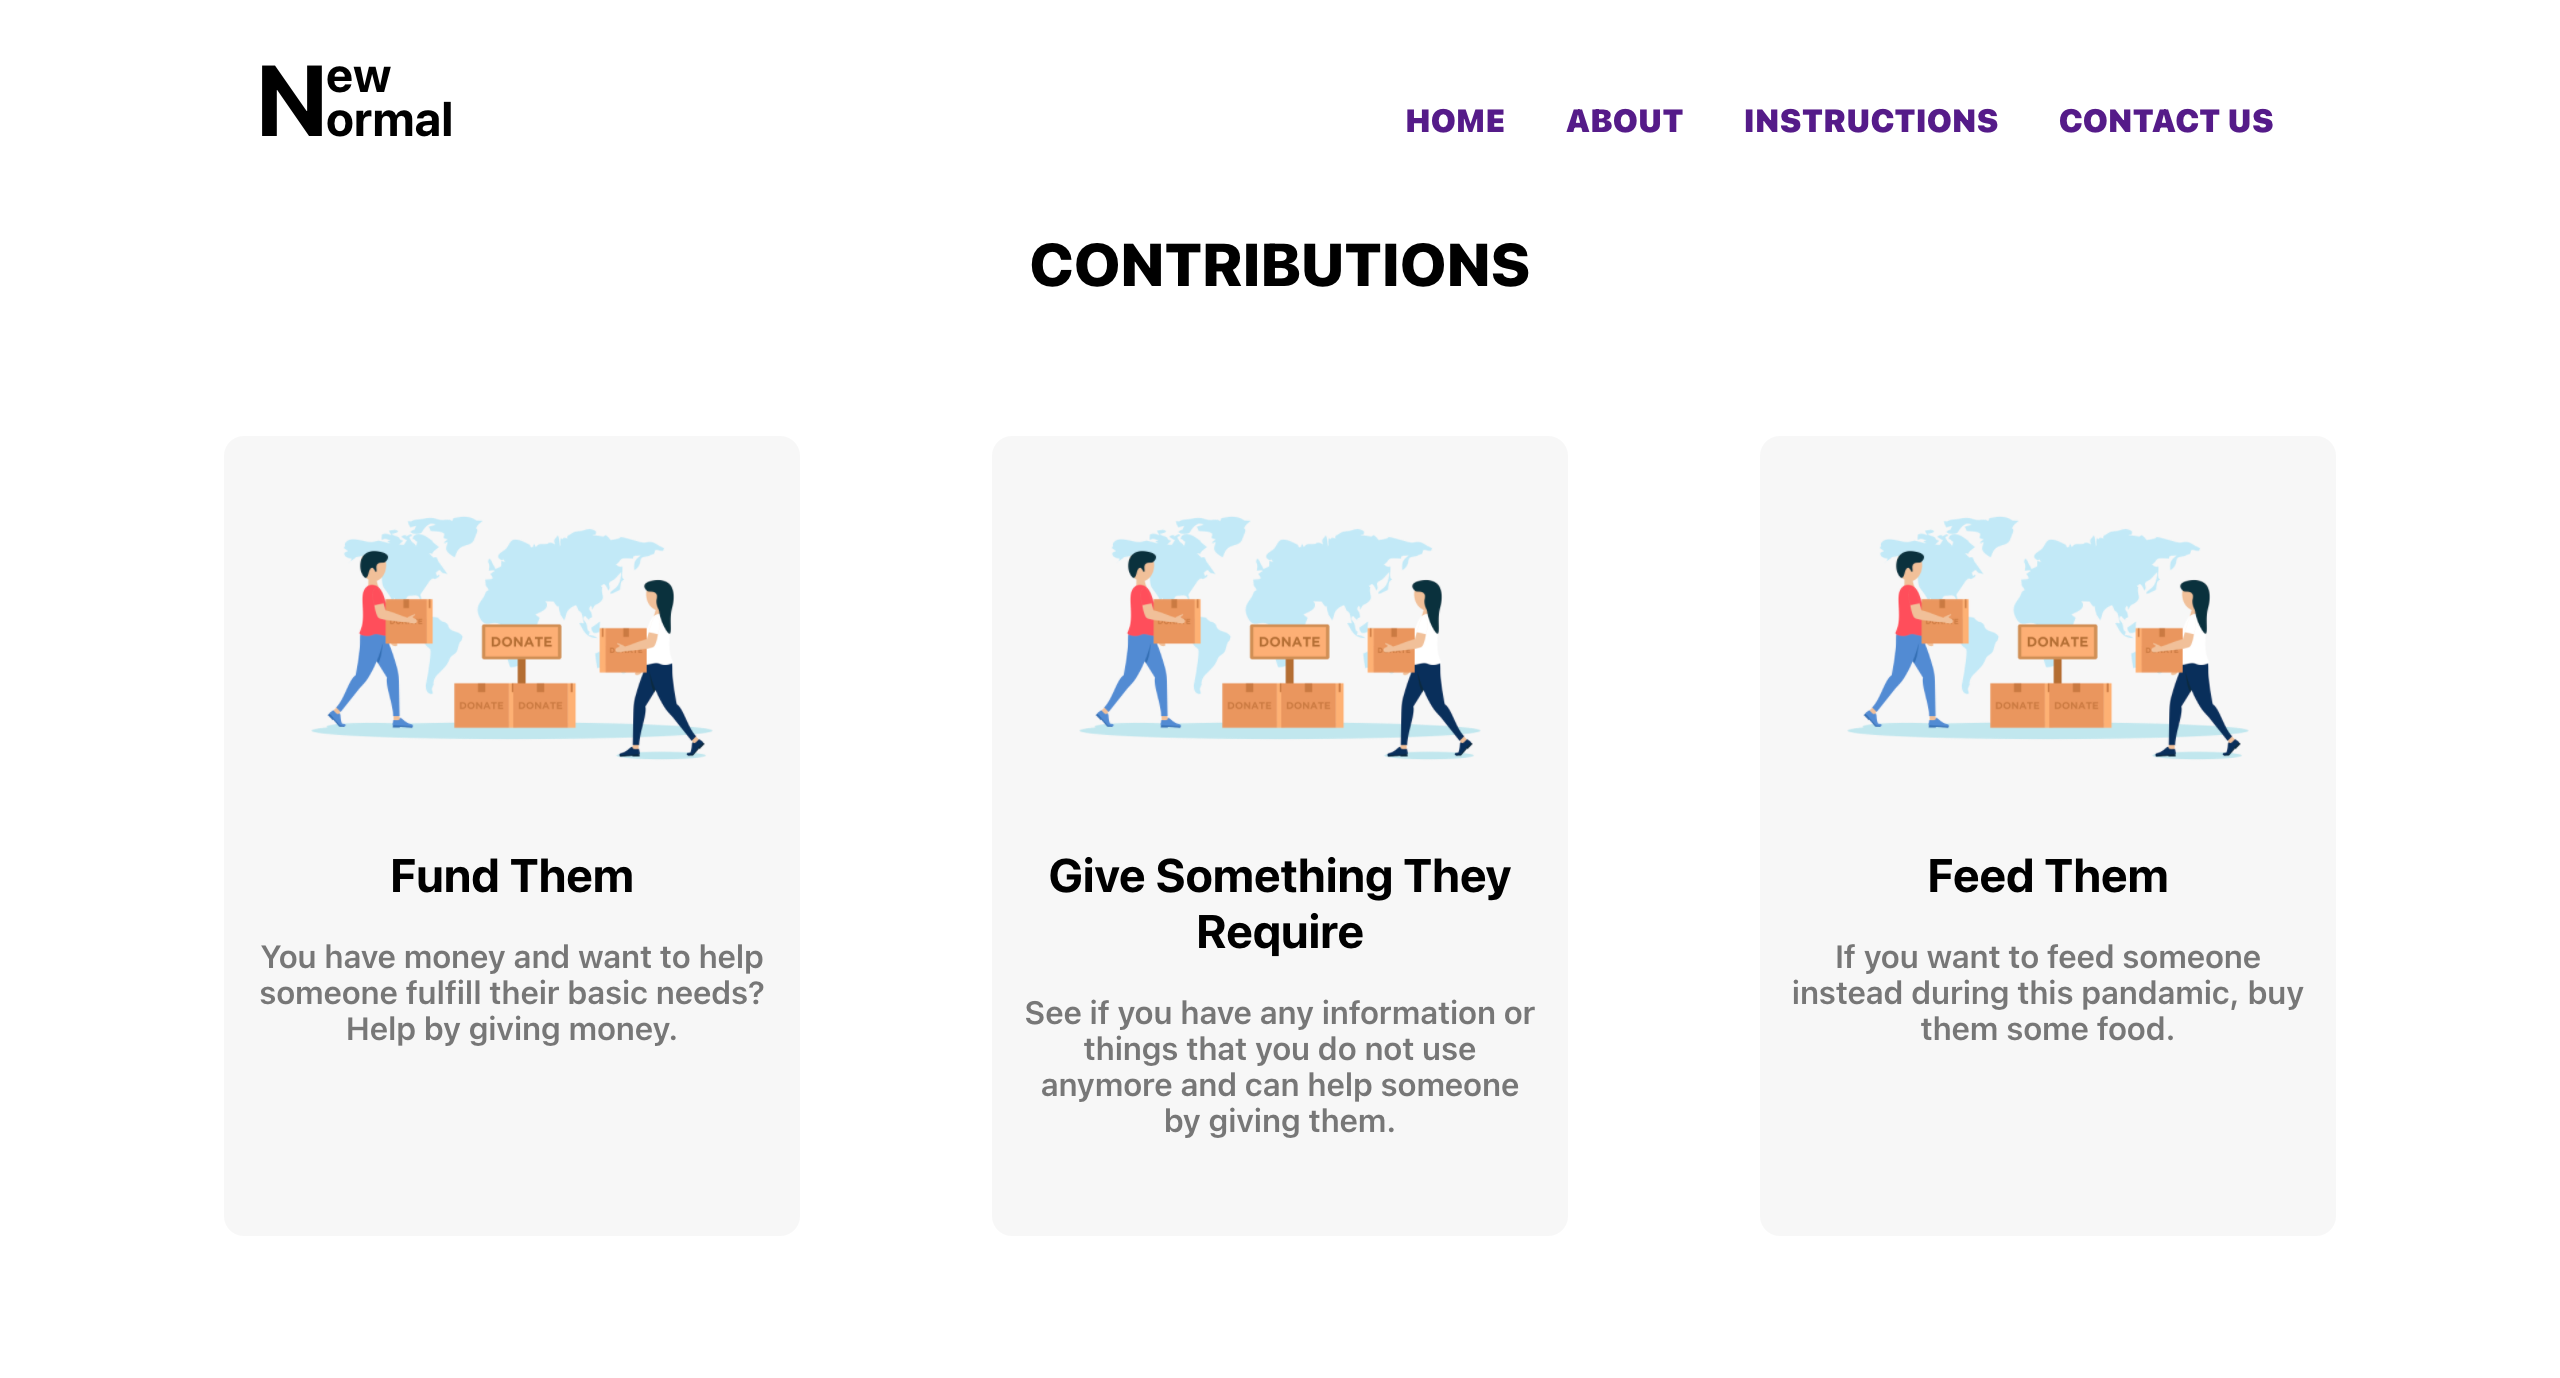 New
Normal
HOME ABOUT INSTRUCTIONS CONTACT US
CONTRIBUTIONS
DONATE
DONATE DONATE
Fund Them
You have money and want to help
someone fulfill their basic needs?
Help by giving money.
DONATE
DONATE DONATE
Give Something They
Require
See if you have any information or
things that you do not use
anymore and can help someone
by giving them.
DONATE
DONATE DONATE
Feed Them
If you want to feed someone
instead during this pandamic, buy
them some food.